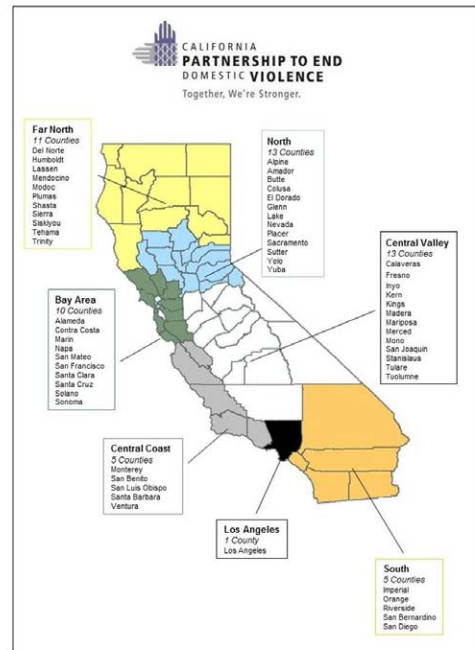 CALIFORNIA
PARTNERSHIP TO END
DOMESTIC VIOLENCE
Together, We're Stronger.
Far North
11 Counties
Del Norte
Humboldt
Lassen
Mendocino
Modoc
Plumas
Shasta
Sierra
Siskiyou
Tehama
Trinity
North
13 Counties
Alpine
Amador
Butte
Colusa
El Dorado
Glenn
Lake
Nevada
Placer
Sacramento
Sutter
Yolo
Yuba
Central Valley
13 Counties
Calaveras
Fresno
Inyo
Kern
Kings
Madera
Mariposa
Merced
Mono
San Joaquin
Stanislaus
Tulare
Tuolumne
Bay Area
10 Counties
Alameda
Contra Costa
Marin
Napa
San Mateo
San Francisco
Santa Clara
Santa Cruz
Solano
Sonoma
Central Coast
5 Counties
Monterey
San Benito
San Luis Obispo
Santa Barbara
Ventura
Los Angeles
1 County
Los Angeles
South
5 Counties
Imperial
Orange
Riverside
San Bernardino
San Diego